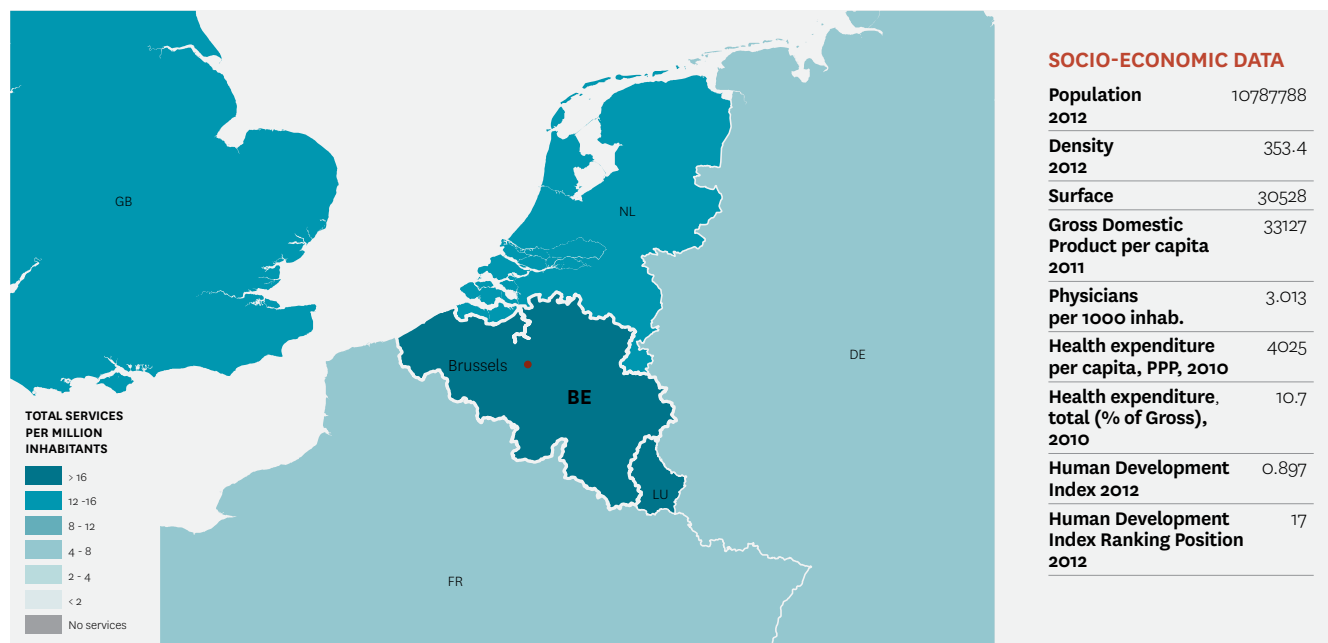 GB
NL
Brussels
BE
DE
LU
FR
TOTAL SERVICES
PER MILLION
INHABITANTS
> 16
12 -16
8 - 12
4 - 8
2 - 4
< 2
No services
SOCIO-ECONOMIC DATA
Population 10787788
2012
Density 353.4
2012
Surface 30528
Gross Domestic 33127
Product per capita
2011
Physicians 3.013
per 1000 inhab.
Health expenditure 4025
per capita, PPP, 2010
Health expenditure, 10.7
total (% of Gross),
2010
Human Development 0.897
Index 2012
Human Development 17
Index Ranking Position
2012